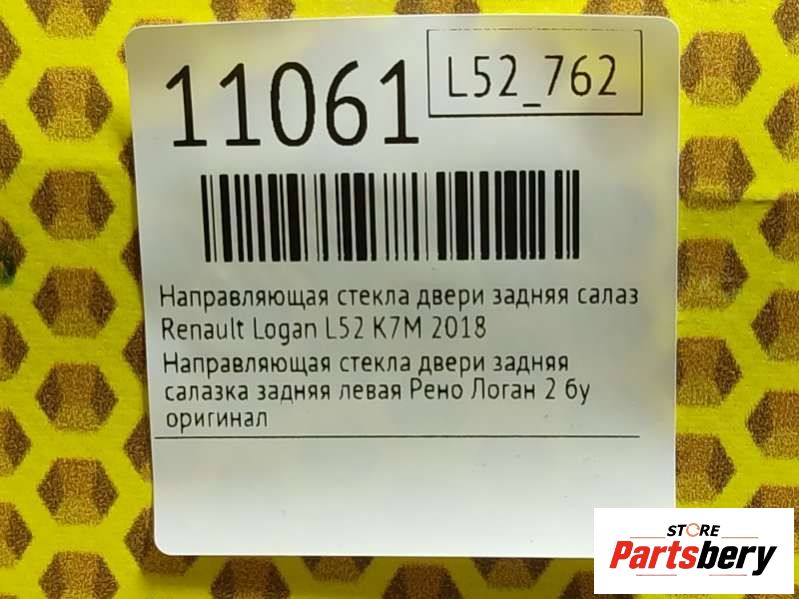 11061
L52_762
Направляющая стекла двери задняя салаз
Renault Logan L52 K7M 2018
Направляющая стекла двери задняя
салазка задняя левая Рено Логан 2 бу
оригинал
STORE
Partsbery